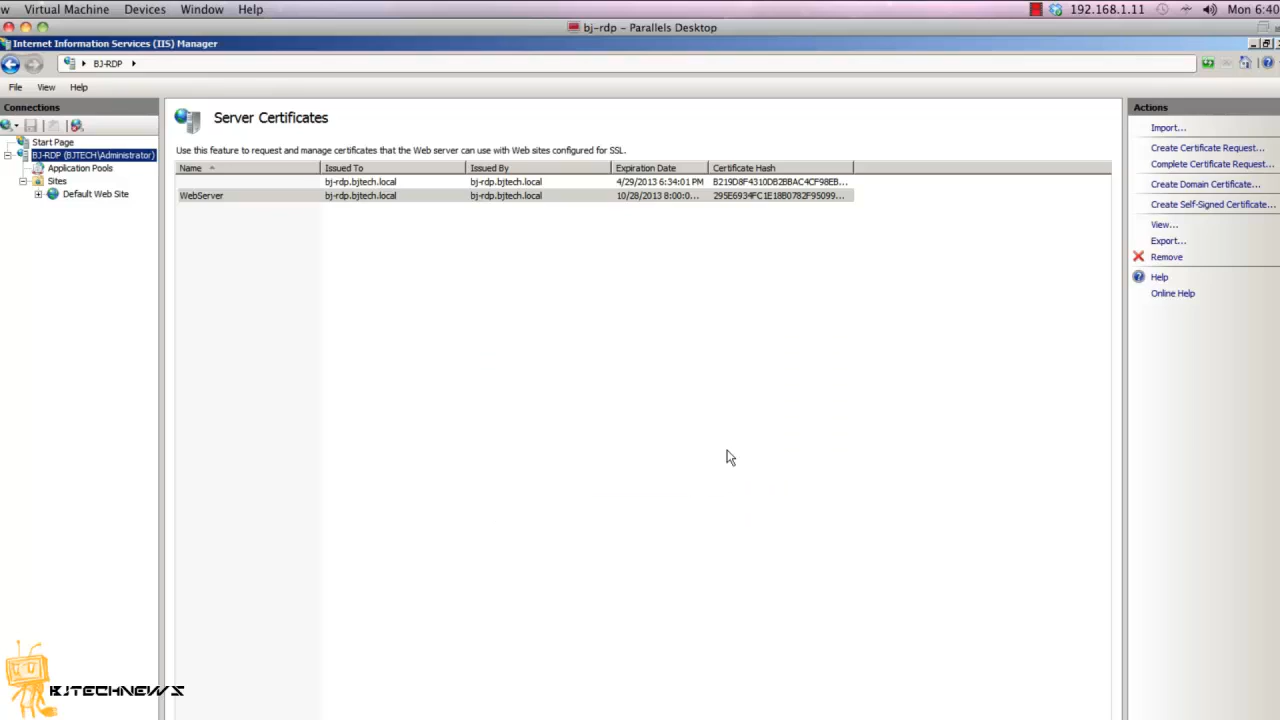 w Virtual Machine Devices Window Help 192.168.1.11 Mon 6:40
bj-rdp – Parallels Desktop
Internet Information Services (IIS) Manager
BJ-RDP
File View Help
Connections
Start Page
BJ-RDP (BJTECH\Administrator)
Application Pools
Sites
Default Web Site
Server Certificates
Use this feature to request and manage certificates that the Web server can use with Web sites configured for SSL.
Name Issued To Issued By Expiration Date Certificate Hash
bj-rdp.bjtech.local bj-rdp.bjtech.local 4/29/2013 6:34:01 PM B219D8F4310DB2BBAC4CF98EB...
WebServer bj-rdp.bjtech.local bj-rdp.bjtech.local 10/28/2013 8:00:0... 295E6934FC1E18B0782F95099...
Actions
Import...
Create Certificate Request...
Complete Certificate Request...
Create Domain Certificate...
Create Self-Signed Certificate...
View...
Export...
Remove
Help
Online Help
BJTECHNEWS